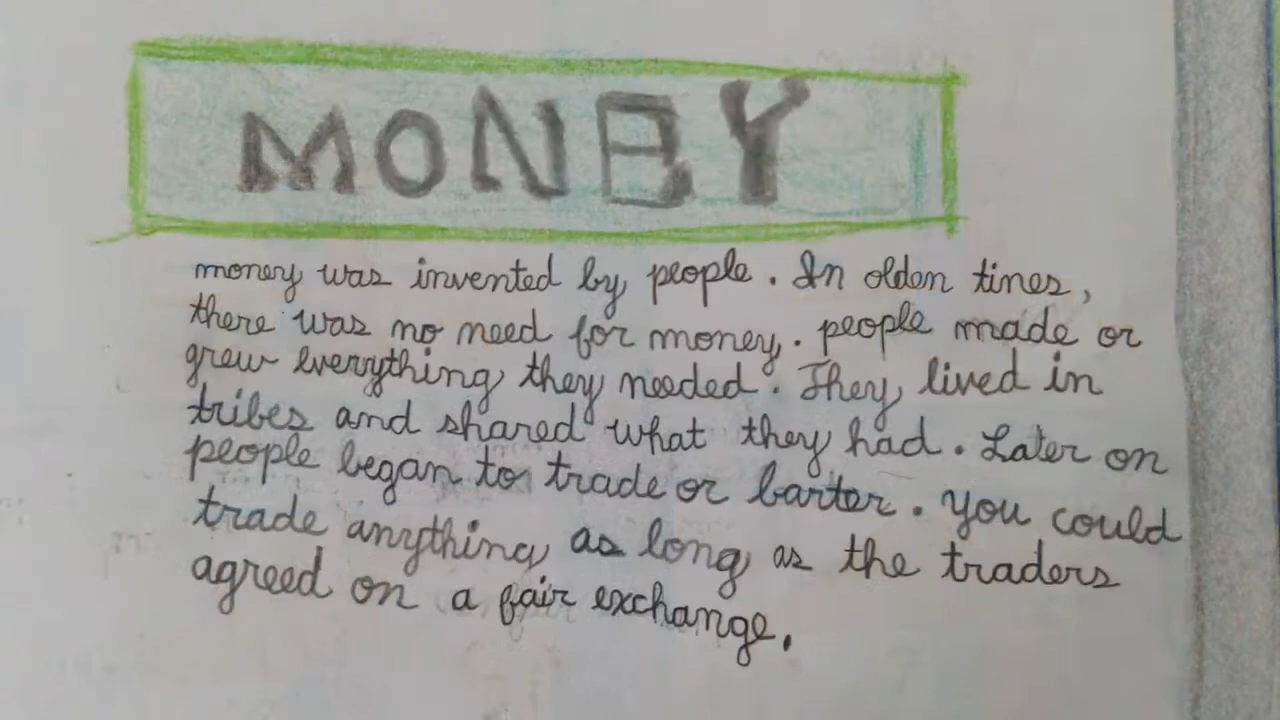 MONEY
money was invented by people. In olden times,
there was no need for money. people made or
grew everything they needed. They lived in
tribes and shared what they had. Later on
people began to trade or barter. You could
trade anything as long as the traders
agreed on a fair exchange.